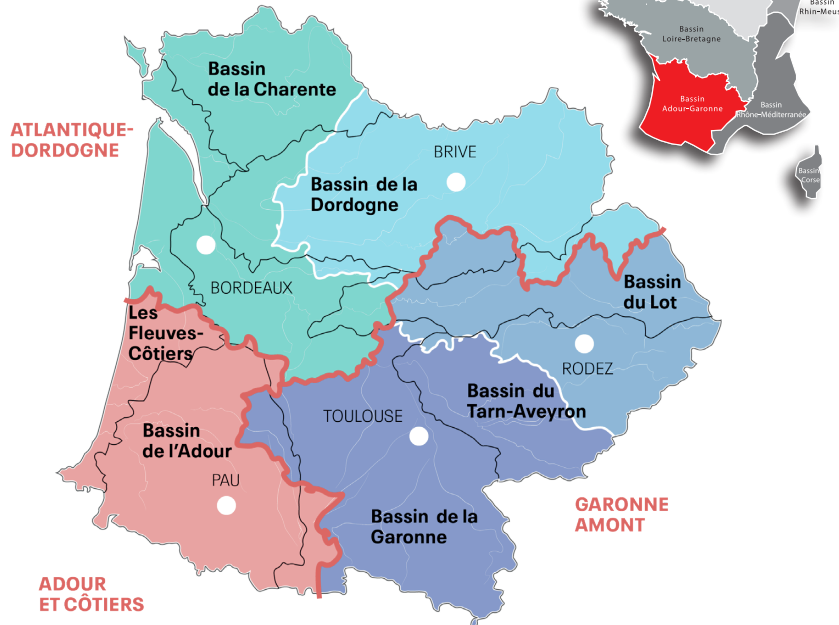 Bassin
Rhin-Meus
Bassin
Loire-Bretagne
Bassin
Adour-Garonne
Bassin
Rhône-Méditerranée
Bassin
Corse
Bassin
de la Charente
ATLANTIQUE-
DORDOGNE
BRIVE
Bassin de la
Dordogne
BORDEAUX
Bassin
du Lot
Les
Fleuves-
Côtiers
RODEZ
Bassin du
Tarn-Aveyron
TOULOUSE
Bassin
de l'Adour
PAU
GARONNE
AMONT
Bassin de la
Garonne
ADOUR
ET CÔTIERS